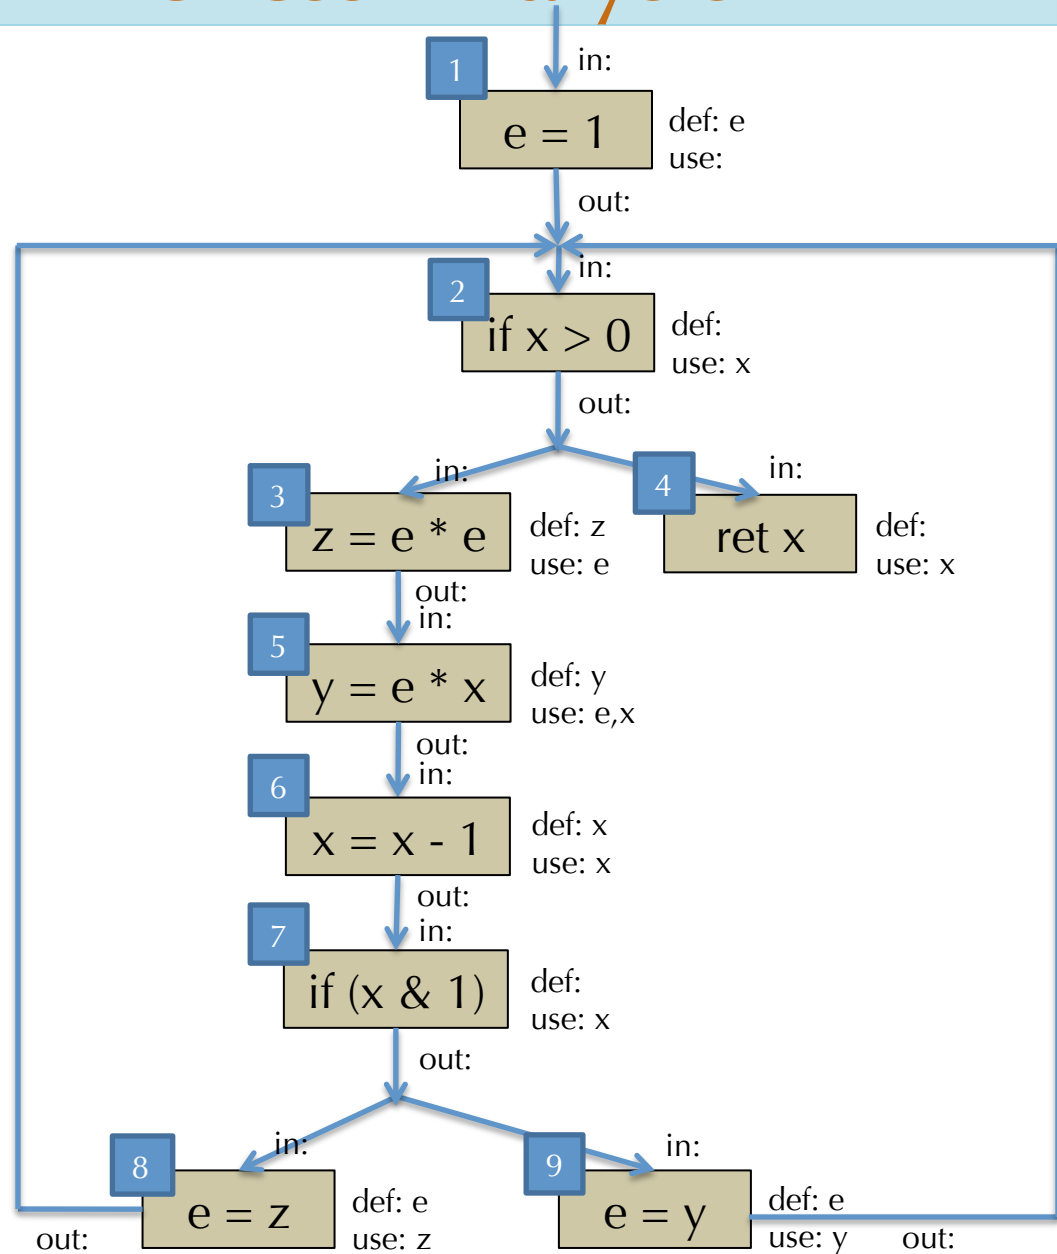 1
in:
e = 1
def: e
use:
out:
in:
2
if x > 0
def:
use: x
out:
in:
3
z = e * e
def: z
use: e
out:
in:
4
ret x
def:
use: x
in:
5
y = e * x
def: y
use: e,x
out:
in:
6
x = x - 1
def: x
use: x
out:
in:
7
if (x & 1)
def:
use: x
out:
in:
8
e = z
def: e
use: z
out:
in:
9
e = y
def: e
use: y
out: